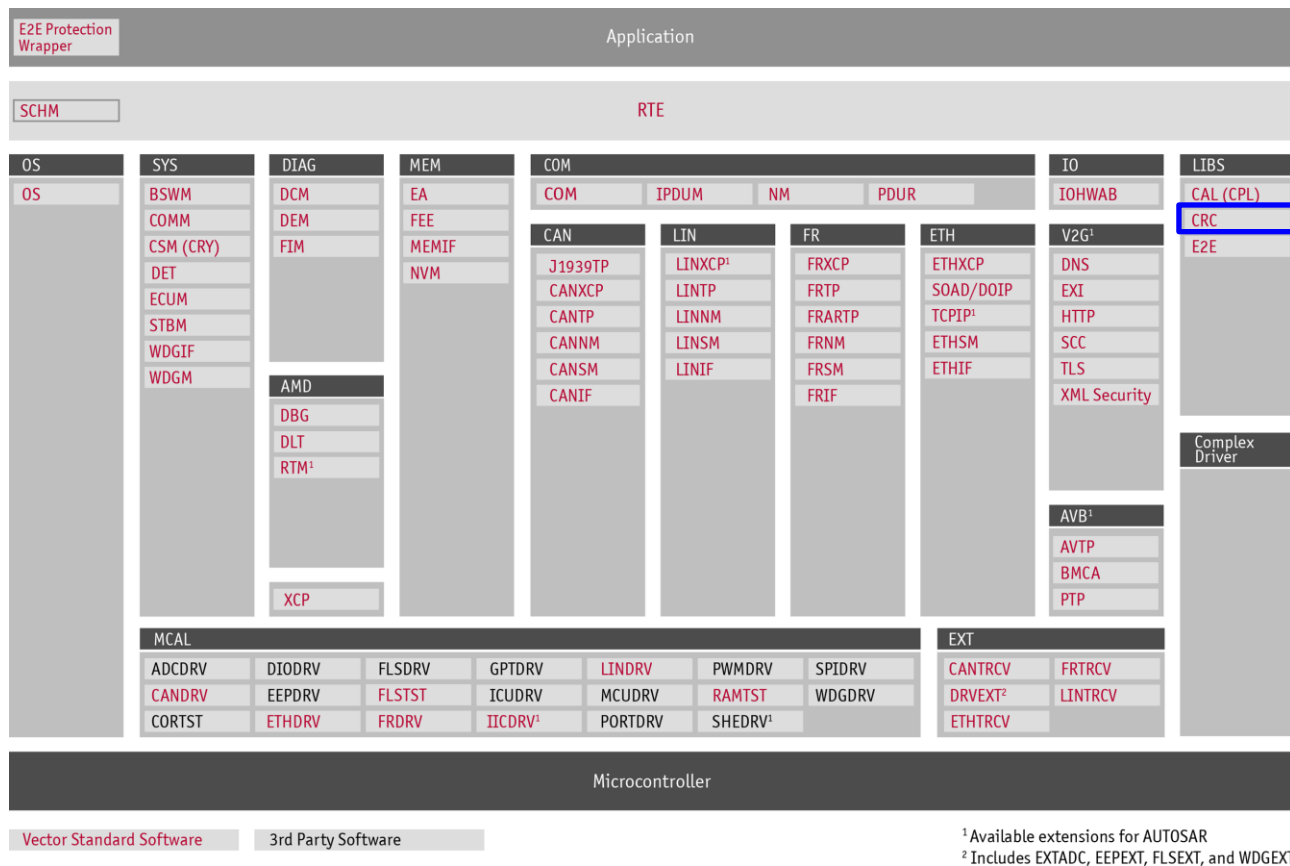 E2E Protection
Wrapper
Application
SCHM
RTE
OS
OS
SYS
BSWM
COMM
CSM (CRY)
DET
ECUM
STBM
WDGIF
WDGM
DIAG
DCM
DEM
FIM
AMD
DBG
DLT
RTM¹
XCP
MEM
EA
FEE
MEMIF
NVM
COM
COM IPDUM NM PDUR
CAN
J1939TP
CANXCP
CANTP
CANNM
CANSM
CANIF
LIN
LINXCP¹
LINTP
LINNM
LINSM
LINIF
FR
FRXCP
FRTP
FRARTP
FRNM
FRSM
FRIF
ETH
ETHXCP
SOAD/DOIP
TCPIP¹
ETHSM
ETHIF
IO
IOHWAB
V2G¹
DNS
EXI
HTTP
SCC
TLS
XML Security
AVB¹
AVTP
BMCA
PTP
LIBS
CAL (CPL)
CRC
E2E
Complex
Driver
MCAL
ADCDRV DIODRV FLSDRV GPTDRV LINDRV PWMDRV SPIDRV
CANDRV EEPDRV FLSTST ICUDRV MCUDRV RAMTST WDGDRV
CORTST ETHDRV FRDRV IICDRV¹ PORTDRV SHEDRV¹
EXT
CANTRCV FRTRCV
DRVEXT² LINTRCV
ETHTRCV
Microcontroller
Vector Standard Software 3rd Party Software
¹ Available extensions for AUTOSAR
² Includes EXTADC, EEPEXT, FLSEXT, and WDGEXT